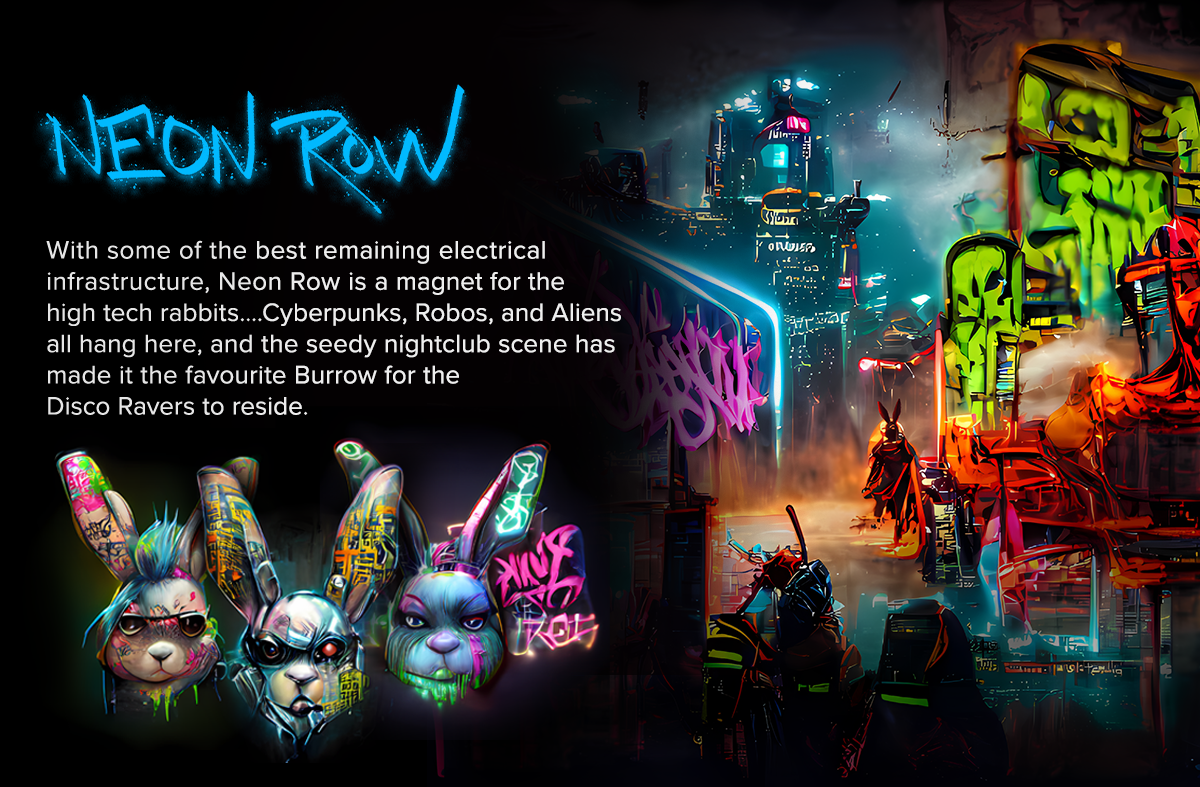 NEON ROW
With some of the best remaining electrical
infrastructure, Neon Row is a magnet for the
high tech rabbits....Cyberpunks, Robos, and Aliens
all hang here, and the seedy nightclub scene has
made it the favourite Burrow for the
Disco Ravers to reside.